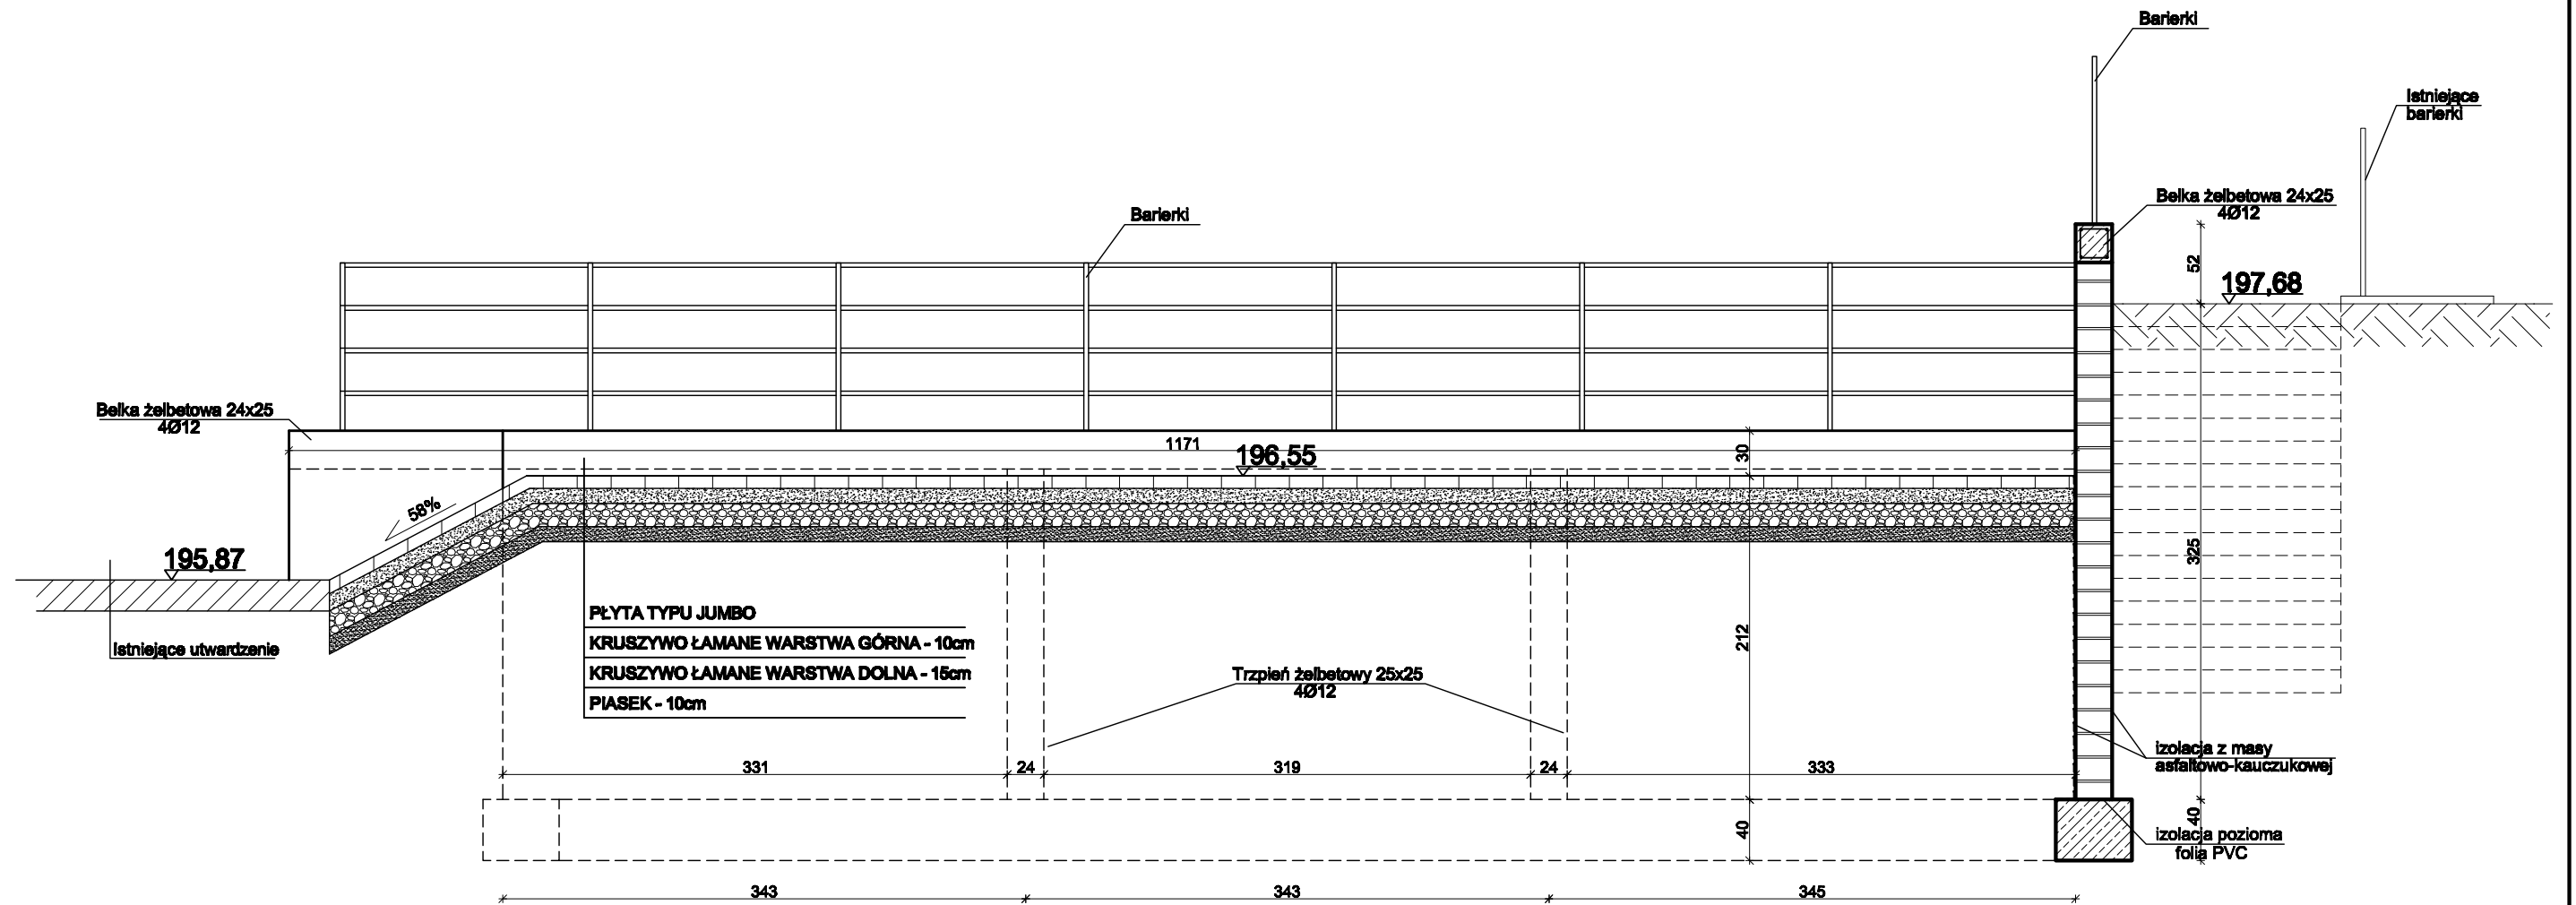 Barierki
Istniejące
barierki
Belka żelbetowa 24x25
4Ø12
Barierki
52
197,68
Belka żelbetowa 24x25
4Ø12
1171
196,55
30
58%
195,87
325
PŁYTA TYPU JUMBO
KRUSZYWO ŁAMANE WARSTWA GÓRNA - 10cm
KRUSZYWO ŁAMANE WARSTWA DOLNA - 15cm
PIASEK - 10cm
Istniejące utwardzenie
212
Trzpień żelbetowy 25x25
4Ø12
izolacja z masy
asfaltowo-kauczukowej
331
24
319
24
333
40
40
izolacja pozioma
folia PVC
343
343
345